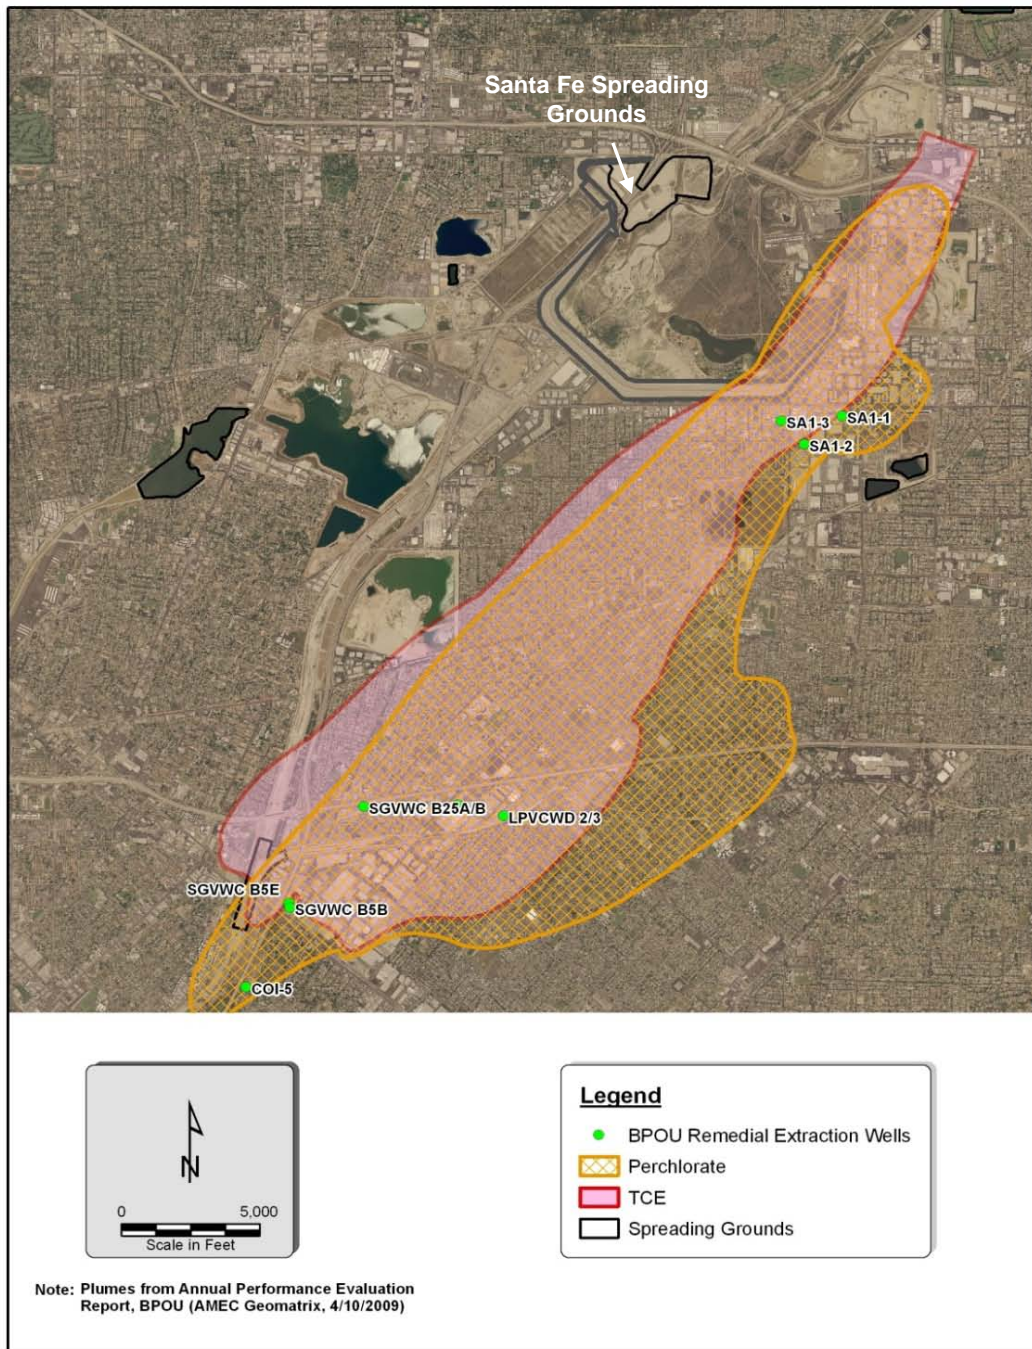 Santa Fe Spreading
Grounds
SA1-3
SA1-1
SA1-2
SGVWC B25A/B
LPVCWD 2/3
SGVWC B5E
SGVWC B5B
COI-5
N
0 5,000
Scale in Feet
Legend
BPOU Remedial Extraction Wells
Perchlorate
TCE
Spreading Grounds
Note: Plumes from Annual Performance Evaluation
Report, BPOU (AMEC Geomatrix, 4/10/2009)